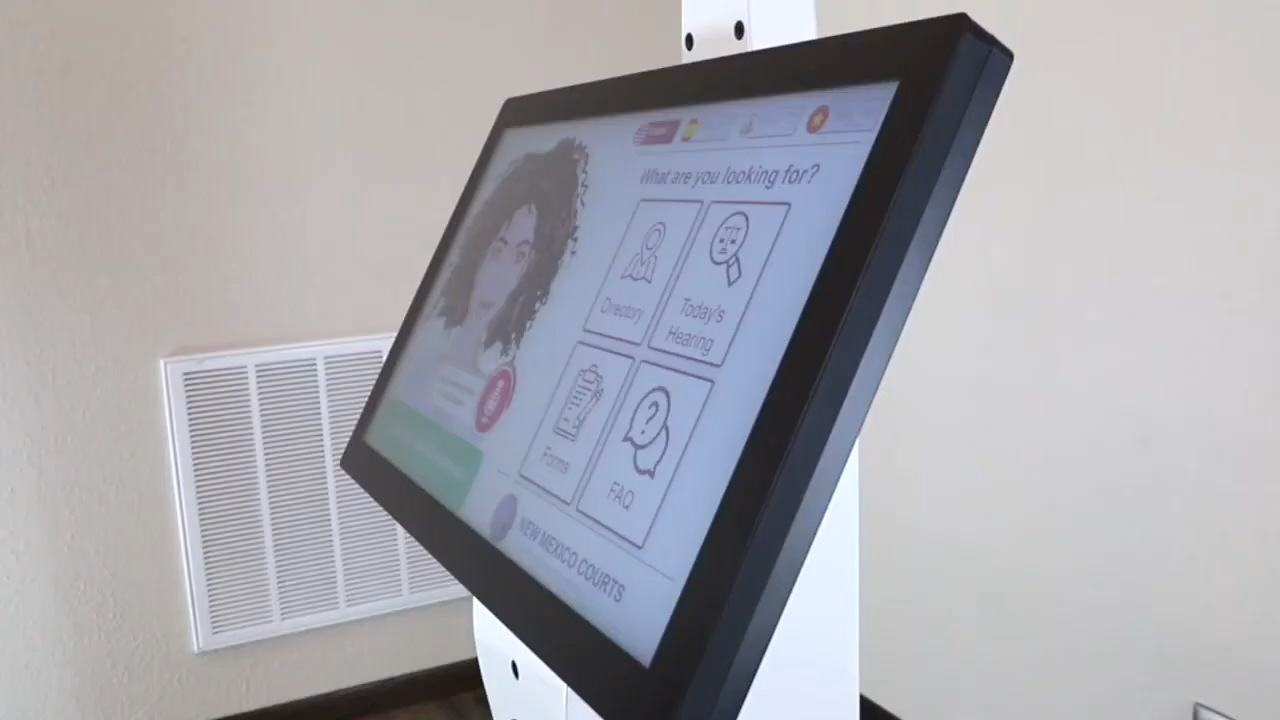 What are you looking for?
Directory
Today's
Hearing
Forms
FAQ
NEW MEXICO COURTS